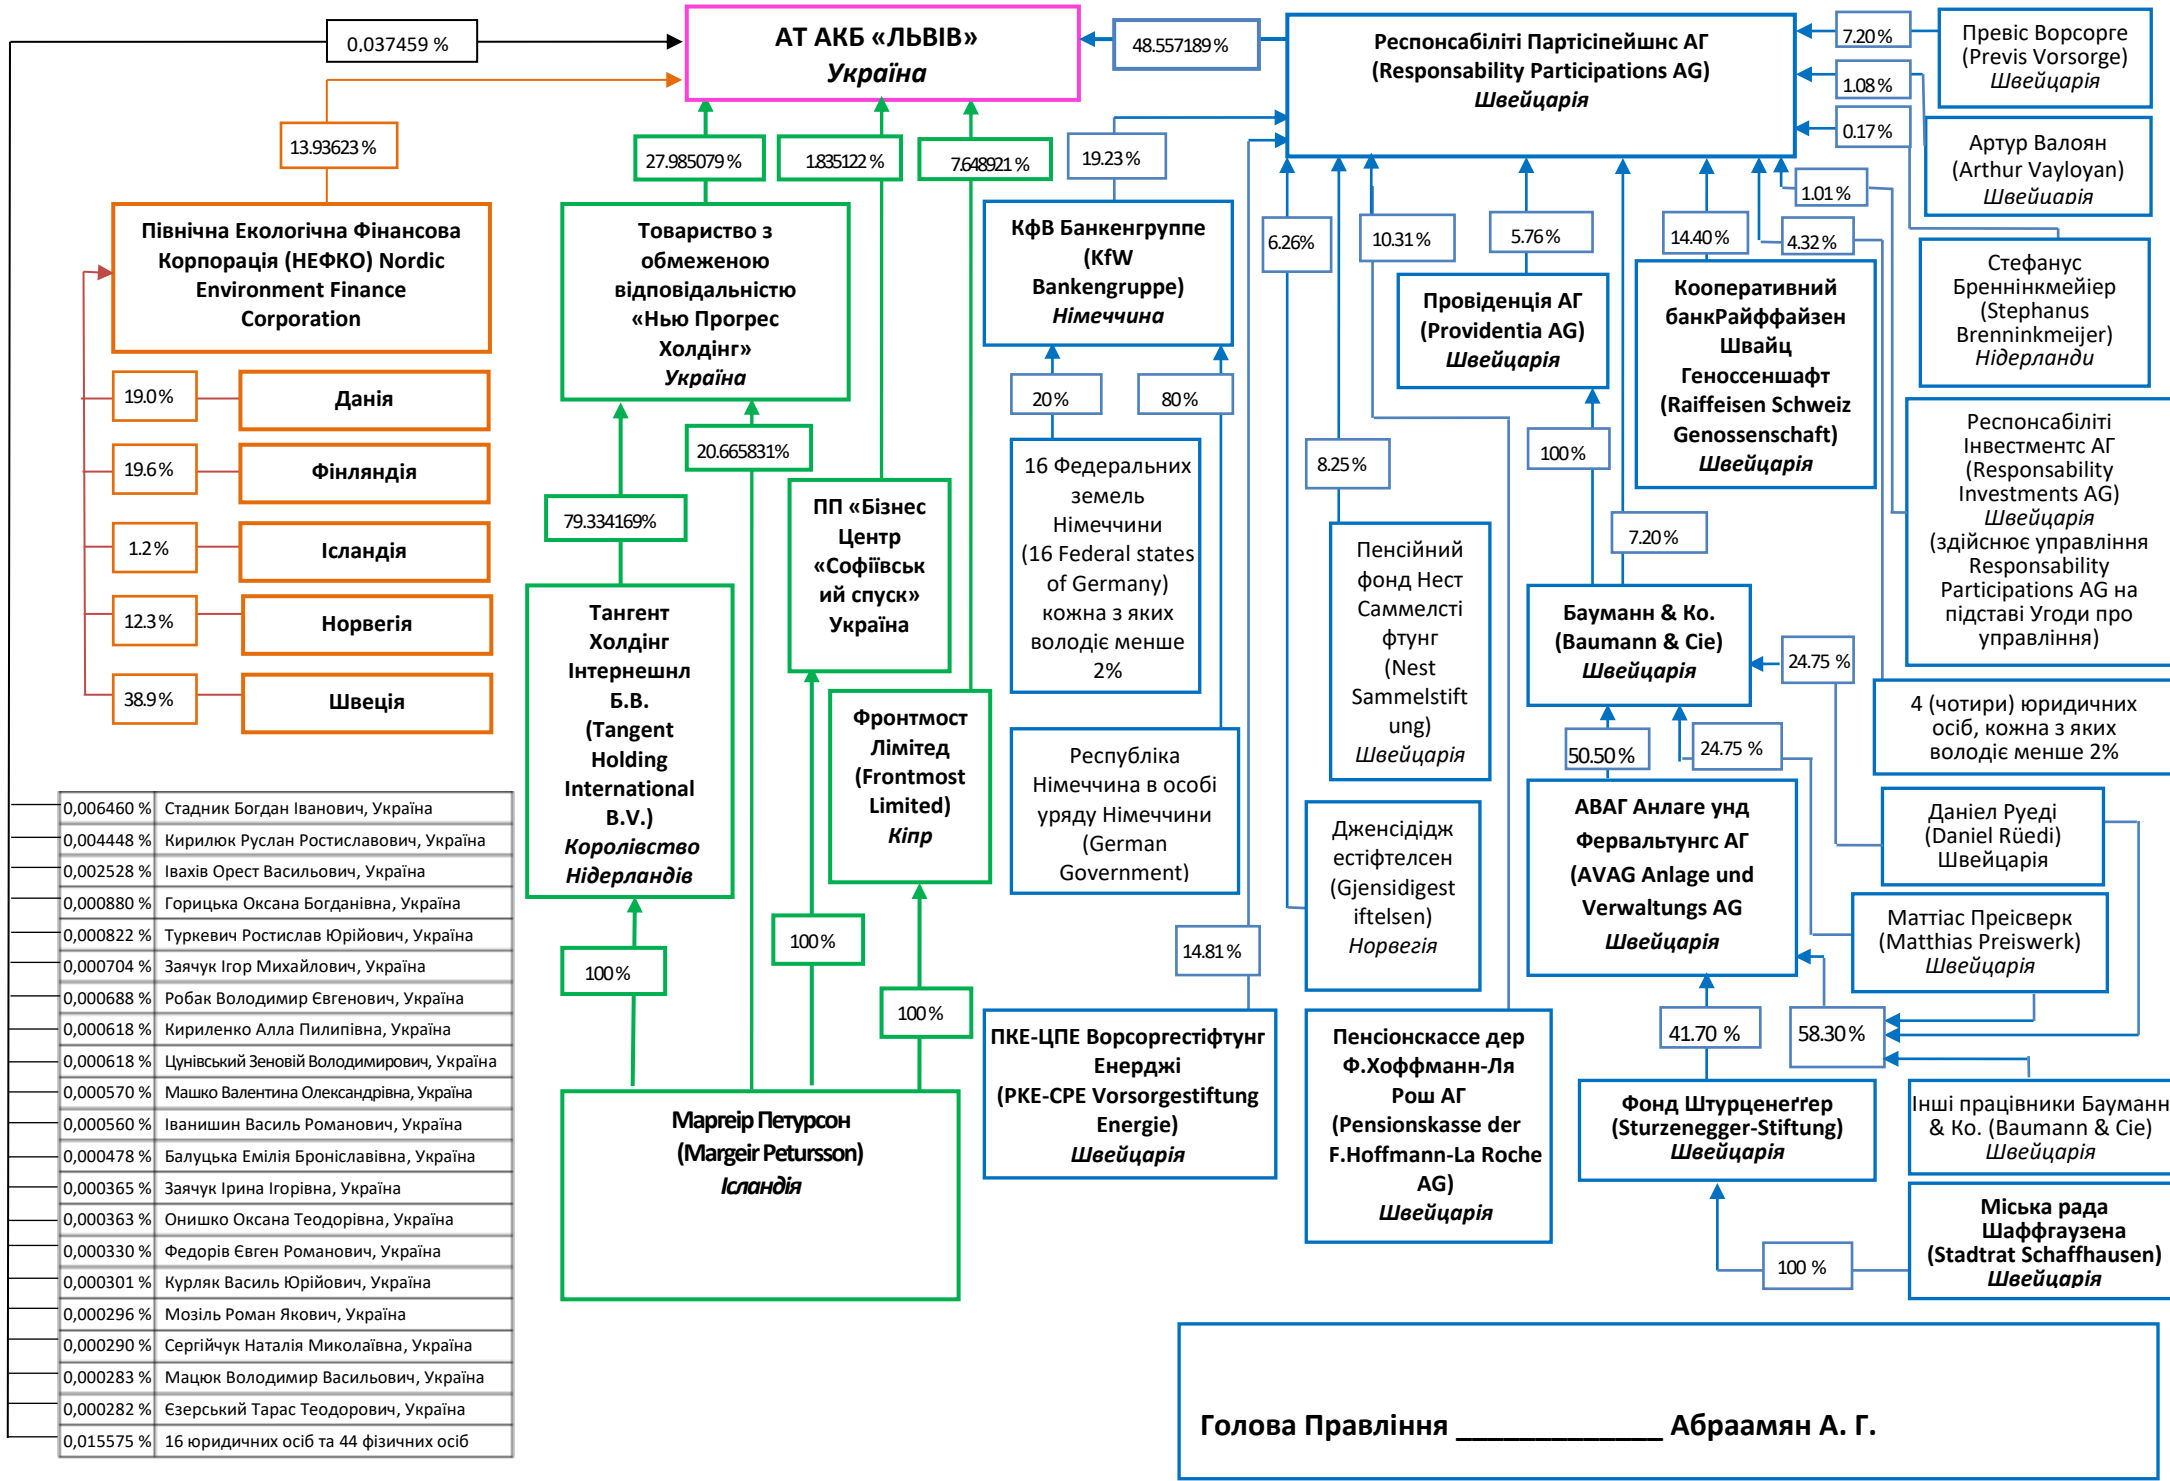 0,037459 %
АТ АКБ «ЛЬВІВ»
Україна
48.557189%
Респонсабіліті Партісіпейшнс АГ
(Responsability Participations AG)
Швейцарія
7.20%
Превіс Ворсорге
(Previs Vorsorge)
Швейцарія
1.08%
0.17%
Артур Валоян
(Arthur Vayloyan)
Швейцарія
13.93623%
27.985079%
1.835122%
7.648921%
19.23%
1.01%
Північна Екологічна Фінансова
Корпорація (НЕФКО) Nordic
Environment Finance
Corporation
Товариство з
обмеженою
відповідальністю
«Нью Прогрес
Холдінг»
Україна
КфВ Банкенгруппе
(KfW
Bankengruppe)
Німеччина
6.26%
10.31%
5.76%
14.40%
4.32%
Провіденція АГ
(Providentia AG)
Швейцарія
Кооперативний
банкРайффайзен
Швайц
Геноссеншафт
(Raiffeisen Schweiz
Genossenschaft)
Швейцарія
Стефанус
Бреннінкмейієр
(Stephanus
Brenninkmeijer)
Нідерланди
19.0%
Данія
19.6%
Фінляндія
1.2%
Ісландія
12.3%
Норвегія
38.9%
Швеція
20%
80%
20.665831%
79.334169%
16 Федеральних
земель
Німеччини
(16 Federal states
of Germany)
кожна з яких
володіє менше
2%
8.25%
100%
7.20%
Респонсабіліті
Інвестментс АГ
(Responsability
Investments AG)
Швейцарія
(здійснює управління
Responsability
Participations AG на
підставі Угоди про
управління)
ПП «Бізнес
Центр
«Софіївськ
ий спуск»
Україна
Пенсійний
фонд Нест
Саммелсті
фтунг
(Nest
Sammelstift
ung)
Швейцарія
Бауманн & Ко.
(Baumann & Cie)
Швейцарія
24.75 %
Тангент
Холдінг
Інтернешнл
Б.В.
(Tangent
Holding
International
B.V.)
Королівство
Нідерландів
Фронтмост
Лімітед
(Frontmost
Limited)
Кіпр
Республіка
Німеччина в особі
уряду Німеччини
(German
Government)
50.50%
24.75 %
4 (чотири) юридичних
осіб, кожна з яких
володіє менше 2%
Дженсідідж
естіфтелсен
(Gjensidigest
iftelsen)
Норвегія
АВАГ Анлаге унд
Фервальтунгс АГ
(AVAG Anlage und
Verwaltungs AG
Швейцарія
Даніел Руеді
(Daniel Rüedi)
Швейцарія
Маттіас Преісверк
(Matthias Preiswerk)
Швейцарія
100%
100%
100%
14.81%
41.70 %
58.30%
ПКЕ-ЦПЕ Ворсоргестіфтунг
Енерджі
(PKE-CPE Vorsorgestiftung
Energie)
Швейцарія
Пенсіонскассе дер
Ф.Хоффманн-Ля
Рош АГ
(Pensionskasse der
F.Hoffmann-La Roche
AG)
Швейцарія
Фонд Штурценеґґер
(Sturzenegger-Stiftung)
Швейцарія
Інші працівники Бауманн
& Ко. (Baumann & Cie)
Швейцарія
Маргеір Петурсон
(Margeir Petursson)
Ісландія
100 %
Міська рада
Шаффгаузена
(Stadtrat Schaffhausen)
Швейцарія
0,006460 % Стадник Богдан Іванович, Україна
0,004448 % Кирилюк Руслан Ростиславович, Україна
0,002528 % Івахів Орест Васильович, Україна
0,000880 % Горицька Оксана Богданівна, Україна
0,000822 % Туркевич Ростислав Юрійович, Україна
0,000704 % Заячук Ігор Михайлович, Україна
0,000688 % Робак Володимир Євгенович, Україна
0,000618 % Кириленко Алла Пилипівна, Україна
0,000618 % Цунівський Зеновій Володимирович, Україна
0,000570 % Машко Валентина Олександрівна, Україна
0,000560 % Іванишин Василь Романович, Україна
0,000478 % Балуцька Емілія Броніславівна, Україна
0,000365 % Заячук Ірина Ігорівна, Україна
0,000363 % Онишко Оксана Теодорівна, Україна
0,000330 % Федорів Євген Романович, Україна
0,000301 % Курляк Василь Юрійович, Україна
0,000296 % Мозіль Роман Якович, Україна
0,000290 % Сергійчук Наталія Миколаївна, Україна
0,000283 % Мацюк Володимир Васильович, Україна
0,000282 % Єзерський Тарас Теодорович, Україна
0,015575 % 16 юридичних осіб та 44 фізичних осіб
Голова Правління _____________ Абраамян А. Г.